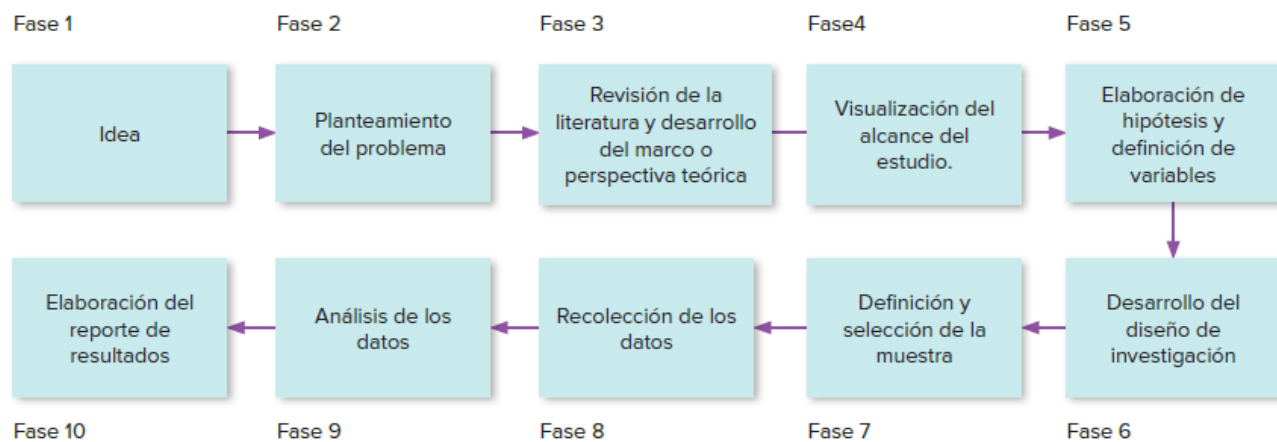 Fase 1
Fase 2
Fase 3
Fase4
Fase 5
Idea
Planteamiento
del problema
Revisión de la
literatura y desarrollo
del marco o
perspectiva teórica
Visualización del
alcance del
estudio.
Elaboración de
hipótesis y
definición de
variables
Desarrollo del
diseño de
investigación
Definición y
selección de la
muestra
Recolección de los
datos
Análisis de los
datos
Elaboración del
reporte de
resultados
Fase 10
Fase 9
Fase 8
Fase 7
Fase 6